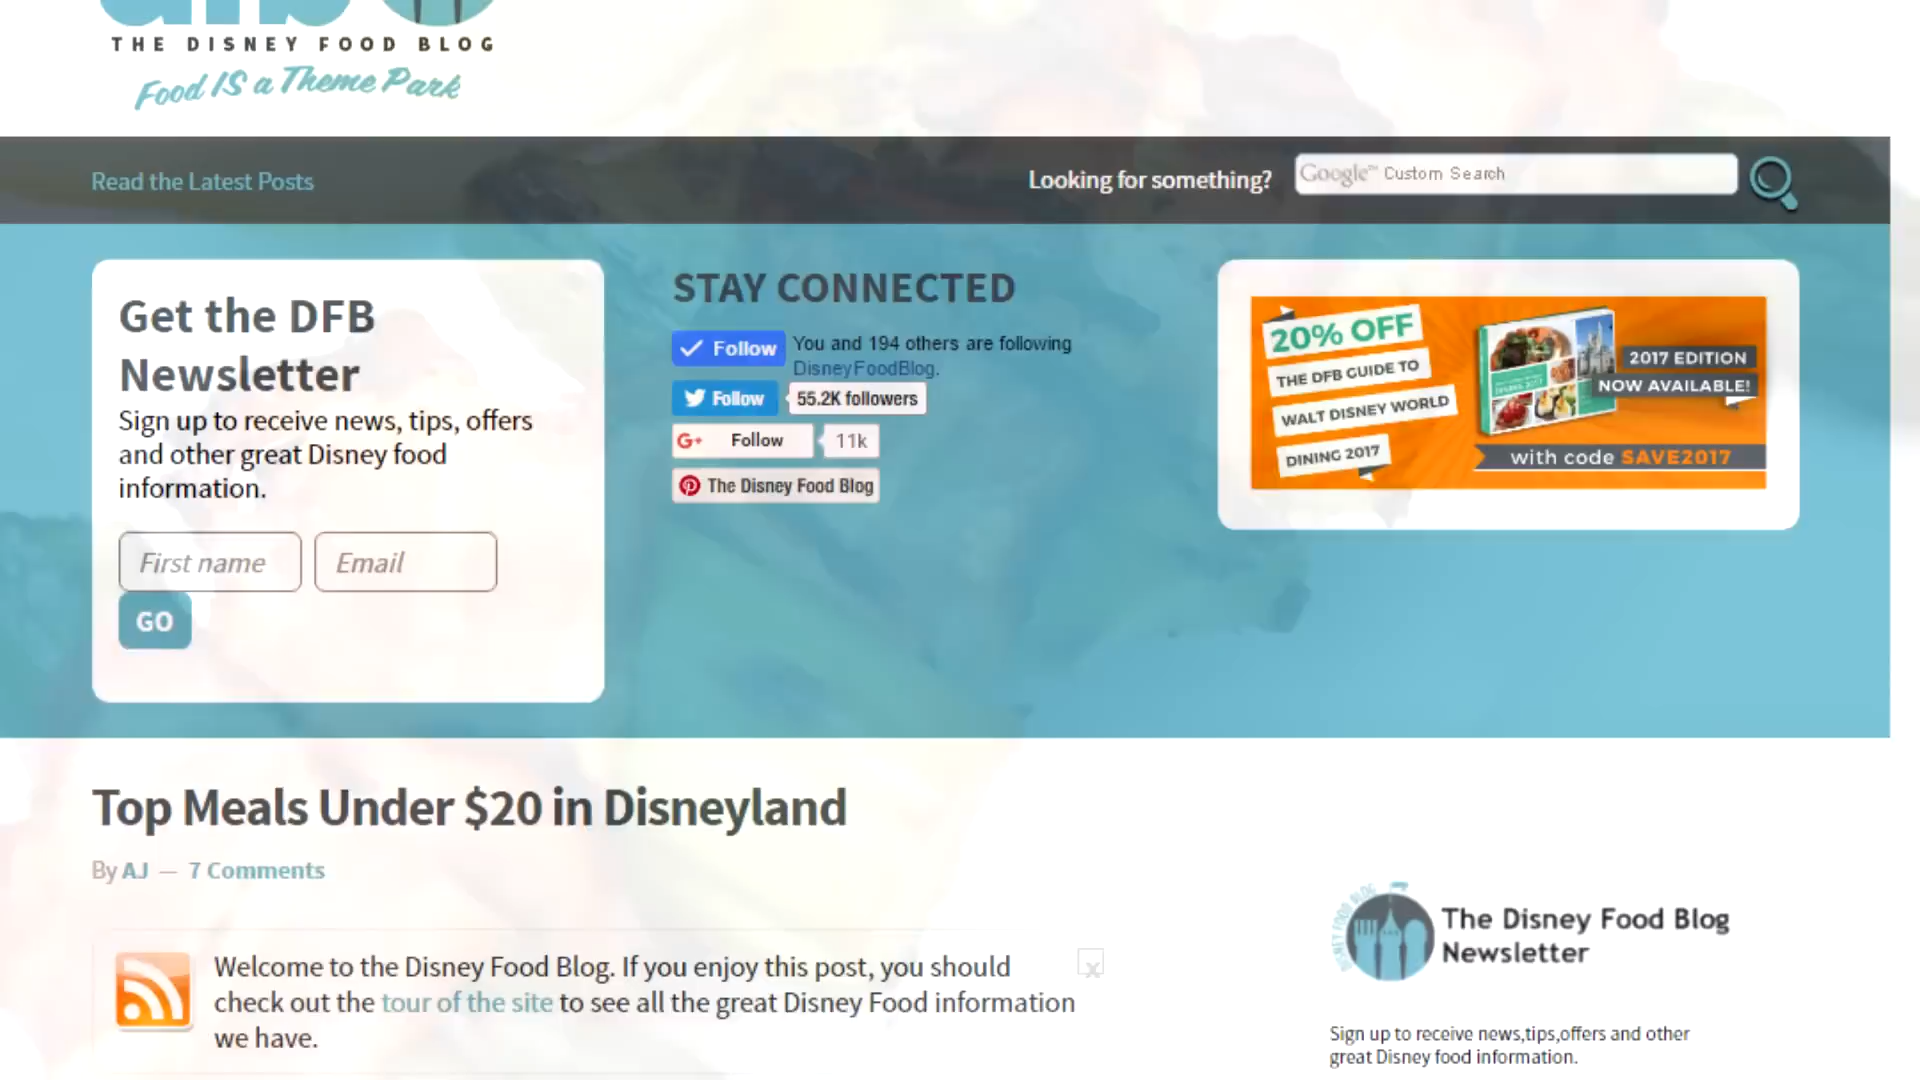 THE DISNEY FOOD BLOG
Food IS a Theme Park
Read the Latest Posts
Looking for something?
Google™ Custom Search
Get the DFB
Newsletter
Sign up to receive news, tips, offers
and other great Disney food
information.
First name
Email
GO
STAY CONNECTED
Follow
You and 194 others are following
DisneyFoodBlog.
Follow
55.2K followers
G+ Follow
11k
The Disney Food Blog
20% OFF
THE DFB GUIDE TO
WALT DISNEY WORLD
DINING 2017
2017 EDITION
NOW AVAILABLE!
with code SAVE2017
Top Meals Under $20 in Disneyland
By AJ — 7 Comments
Welcome to the Disney Food Blog. If you enjoy this post, you should
check out the tour of the site to see all the great Disney Food information
we have.
x
The Disney Food Blog
Newsletter
Sign up to receive news,tips,offers and other
great Disney food information.